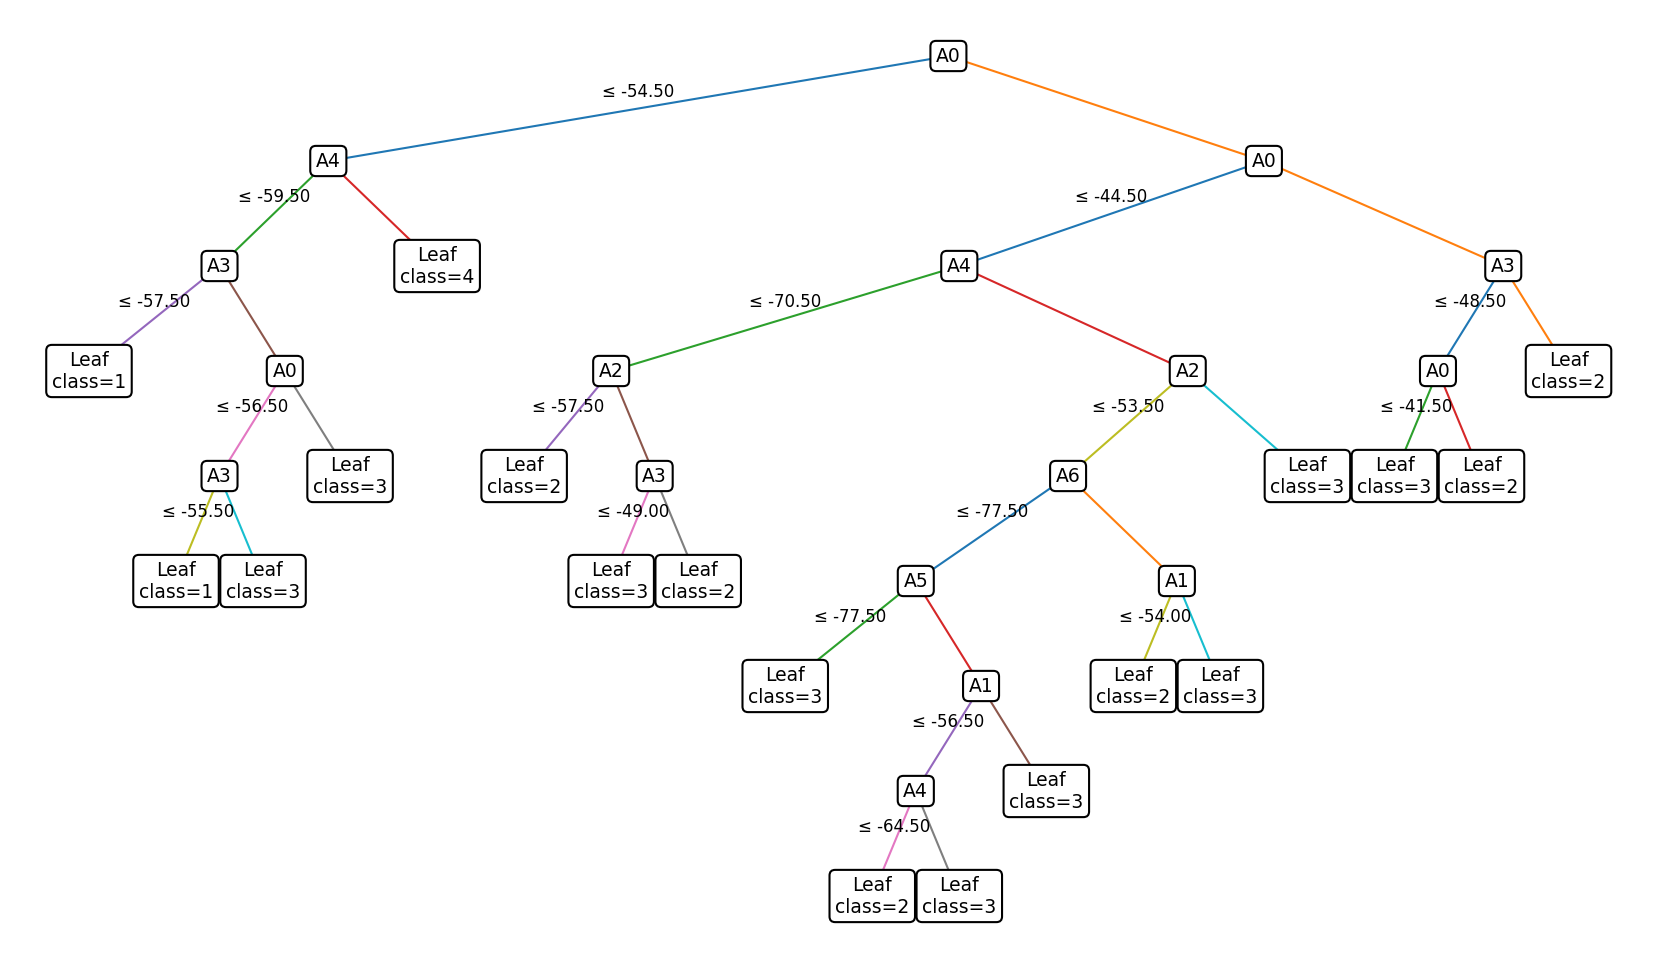 A0
≤ -54.50
A4
A0
≤ -59.50
≤ -44.50
A3
Leaf
class=4
A4
A3
≤ -57.50
≤ -70.50
≤ -48.50
Leaf
class=1
A0
A2
A2
A0
Leaf
class=2
≤ -56.50
≤ -57.50
≤ -53.50
≤ -41.50
A3
Leaf
class=3
Leaf
class=2
A3
A6
Leaf
class=3
Leaf
class=3
Leaf
class=2
≤ -55.50
≤ -49.00
≤ -77.50
Leaf
class=1
Leaf
class=3
Leaf
class=3
Leaf
class=2
A5
A1
≤ -77.50
≤ -54.00
Leaf
class=3
A1
Leaf
class=2
Leaf
class=3
≤ -56.50
A4
Leaf
class=3
≤ -64.50
Leaf
class=2
Leaf
class=3